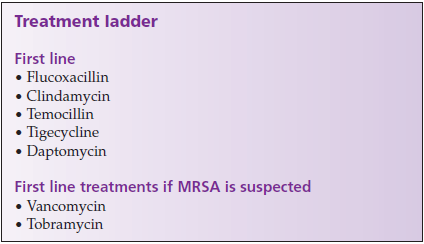 Treatment ladder
First line
• Flucoxacillin
• Clindamycin
• Temocillin
• Tigecycline
• Daptomycin
First line treatments if MRSA is suspected
• Vancomycin
• Tobramycin